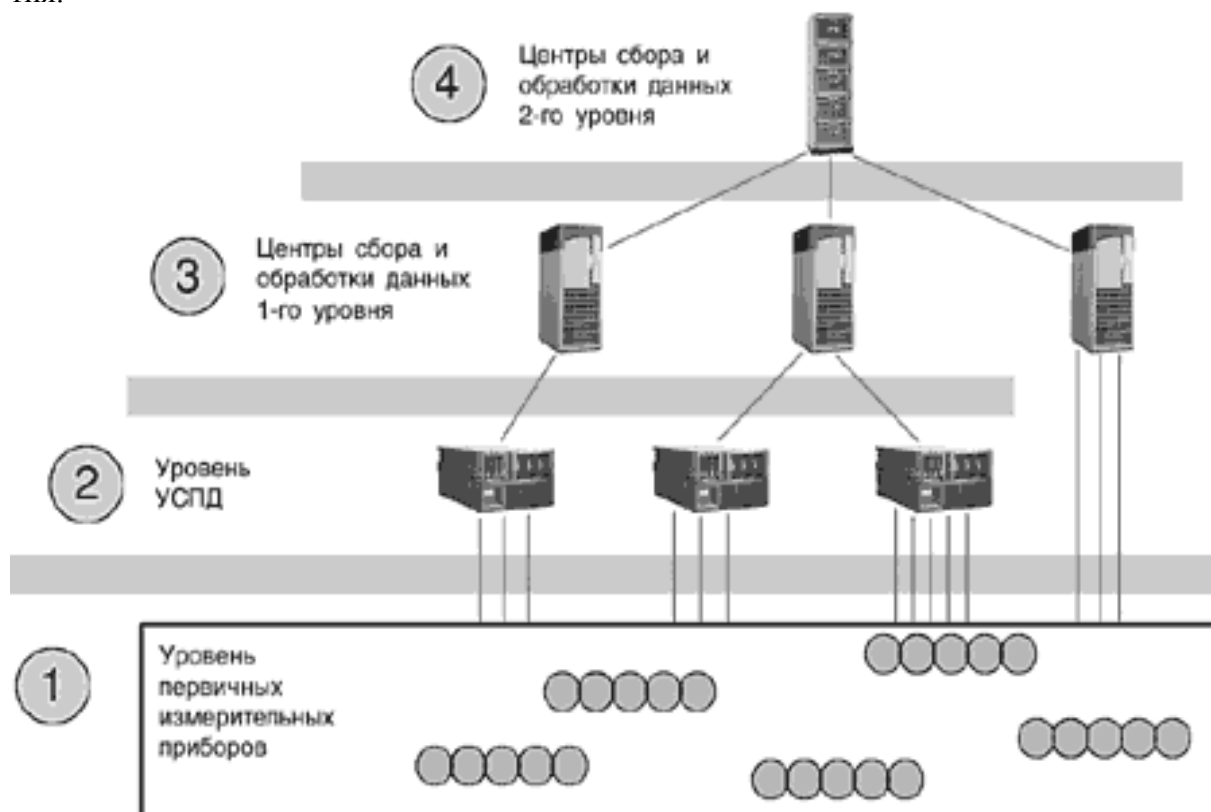 тия.
4
Центры сбора и
обработки данных
2-го уровня
3
Центры сбора и
обработки данных
1-го уровня
2
Уровень
УСПД
1
Уровень
первичных
измерительных
приборов